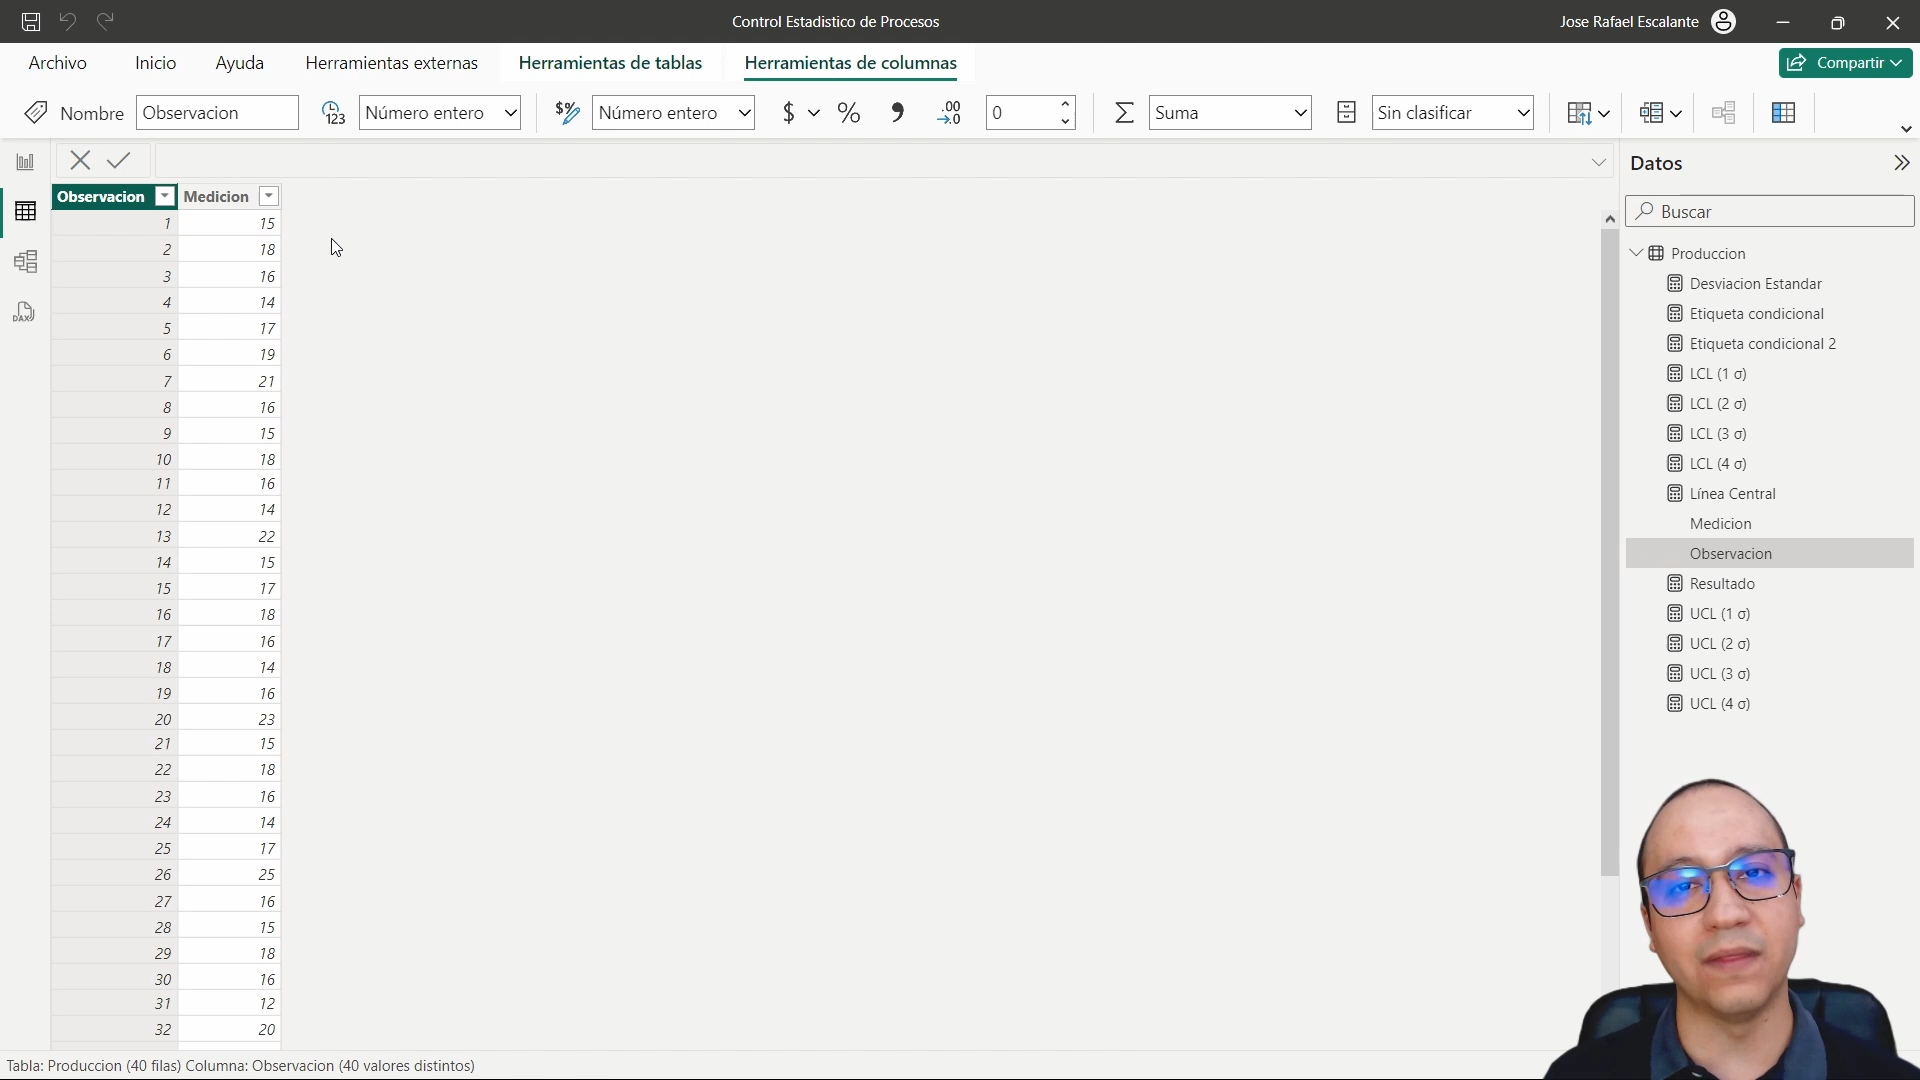 Control Estadistico de Procesos
Jose Rafael Escalante
Archivo Inicio Ayuda Herramientas externas Herramientas de tablas Herramientas de columnas Compartir
Nombre Observacion 123 Número entero $% Número entero $ % .00 .0 0 Σ Suma Sin clasificar
DAX
Observacion Medicion
1 15
2 18
3 16
4 14
5 17
6 19
7 21
8 16
9 15
10 18
11 16
12 14
13 22
14 15
15 17
16 18
17 16
18 14
19 16
20 23
21 15
22 18
23 16
24 14
25 17
26 25
27 16
28 15
29 18
30 16
31 12
32 20
Datos
Buscar
Produccion
Desviacion Estandar
Etiqueta condicional
Etiqueta condicional 2
LCL (1 σ)
LCL (2 σ)
LCL (3 σ)
LCL (4 σ)
Línea Central
Medicion
Observacion
Resultado
UCL (1 σ)
UCL (2 σ)
UCL (3 σ)
UCL (4 σ)
Tabla: Produccion (40 filas) Columna: Observacion (40 valores distintos)